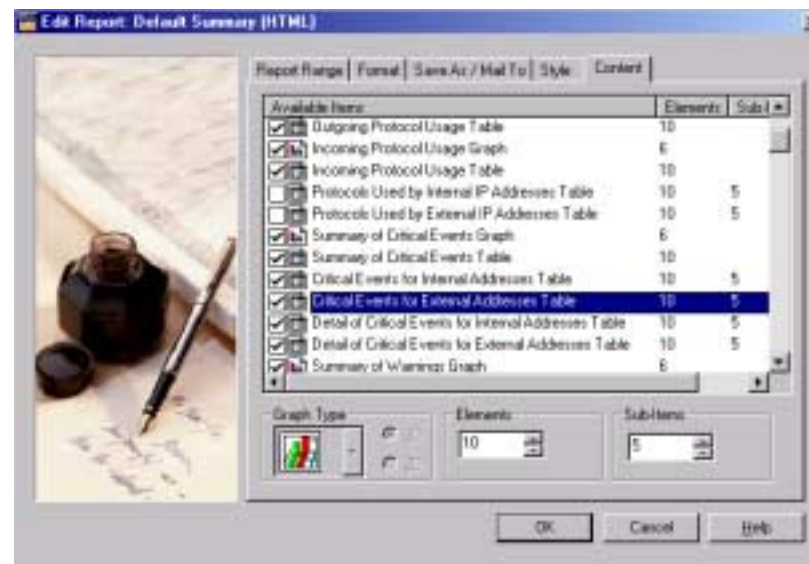 Edit Report: Default Summary (HTML)
Report Range Format Save As / Mail To Style Content
Available Items Elements Sub-I
Outgoing Protocol Usage Table 10
Incoming Protocol Usage Graph 6
Incoming Protocol Usage Table 10
Protocols Used by Internal IP Addresses Table 10 5
Protocols Used by External IP Addresses Table 10 5
Summary of Critical Events Graph 6
Summary of Critical Events Table 10
Critical Events for Internal Addresses Table 10 5
Critical Events for External Addresses Table 10 5
Detail of Critical Events for Internal Addresses Table 10 5
Detail of Critical Events for External Addresses Table 10 5
Summary of Warnings Graph 6
Graph Type Elements Sub-Items
10 5
OK Cancel Help